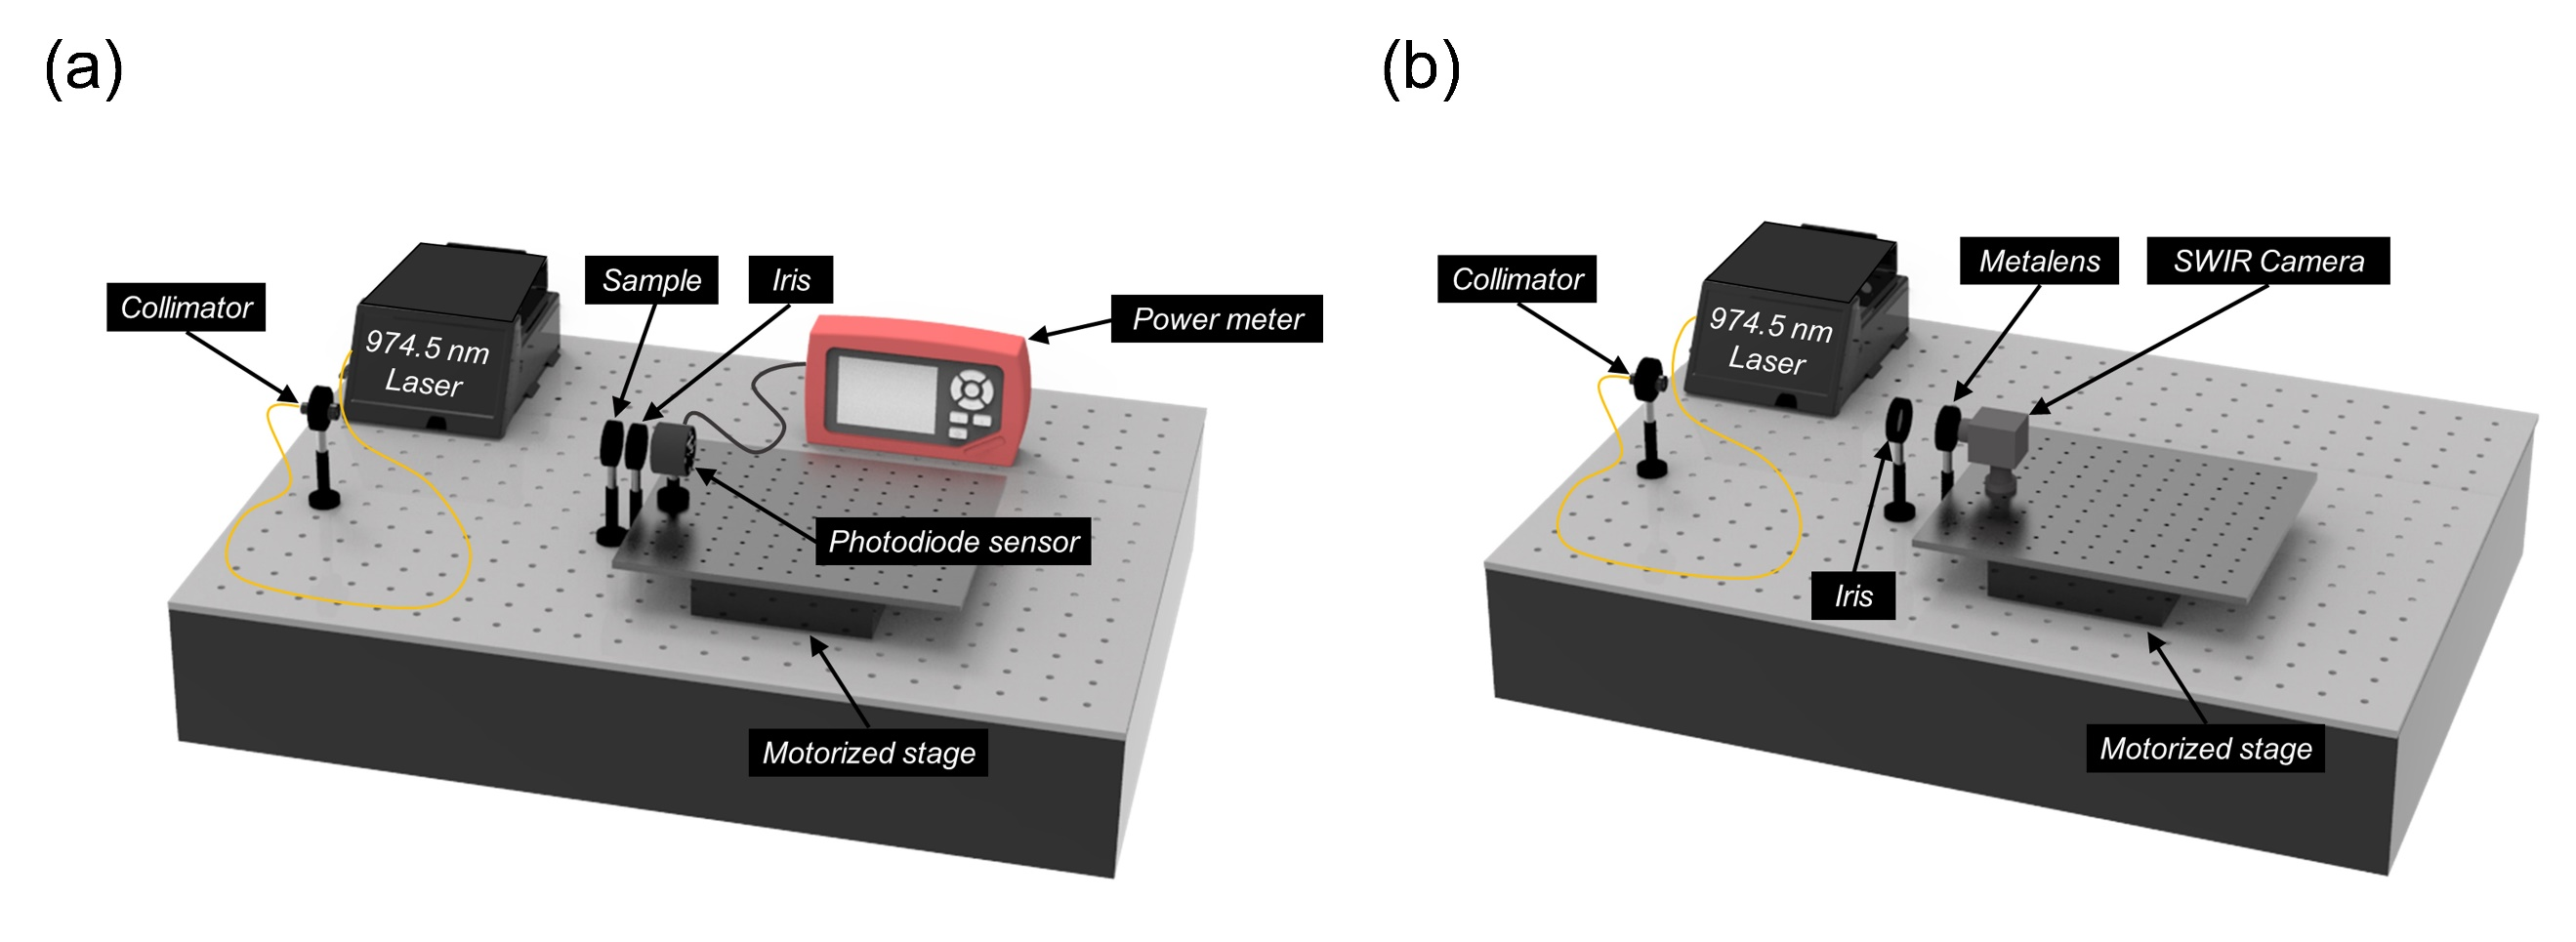 (a)
Collimator
974.5 nm
Laser
Sample
Iris
Power meter
Photodiode sensor
Motorized stage
(b)
Collimator
974.5 nm
Laser
Metalens
SWIR Camera
Iris
Motorized stage